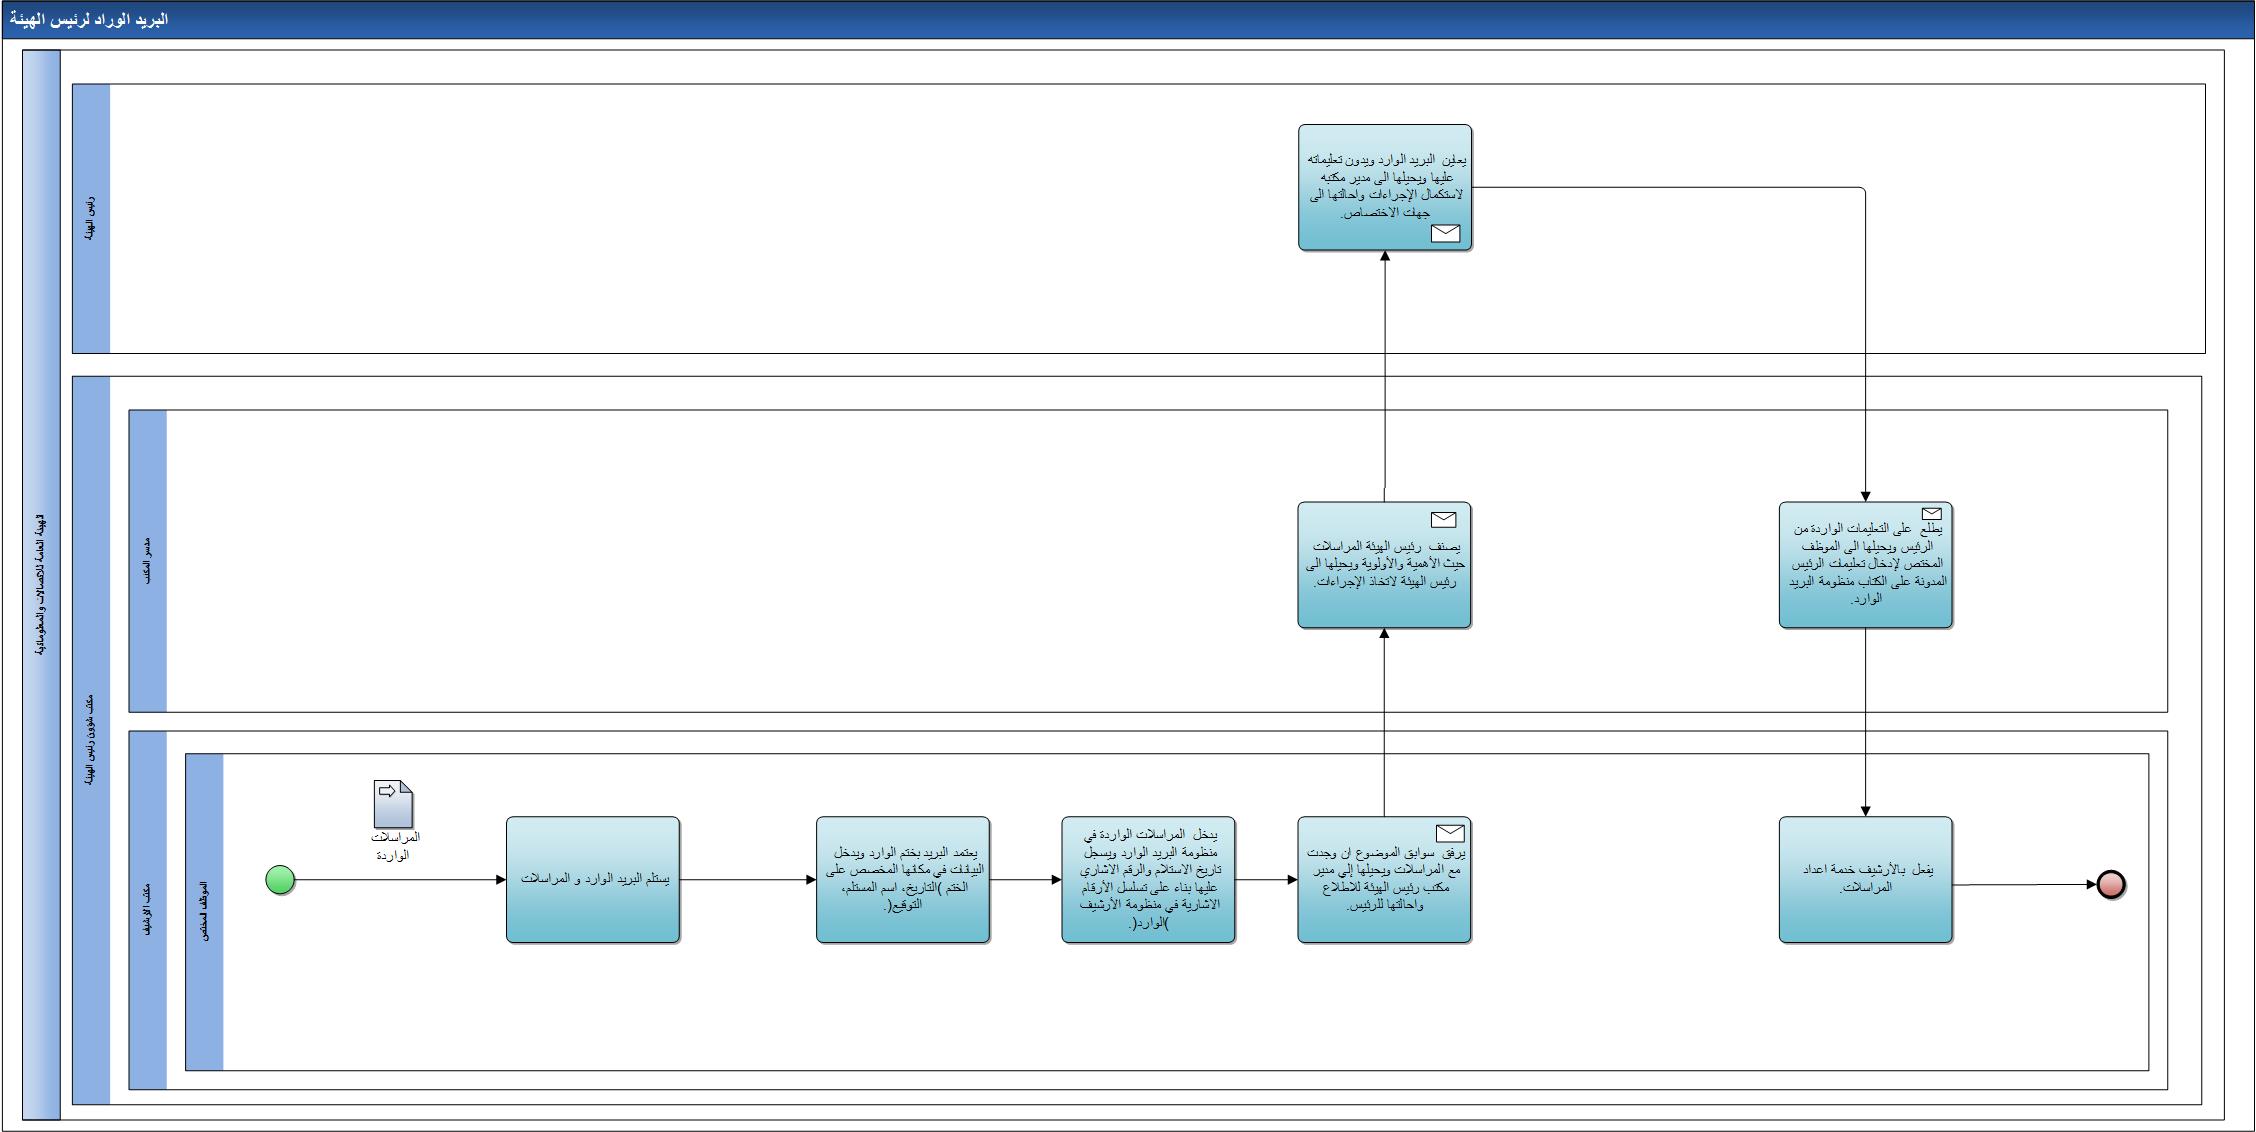 البريد الوراد لرئيس الهيئة
الهيئة العامة للاتصالات والمعلوماتية
رئيس الهيئة
يعاين البريد الوارد ويدون تعليماته
عليها ويحيلها الى مدير مكتبه
لاستكمال الإجراءات واحالتها الى
جهات الاختصاص.
مكتب شؤون رئيس الهيئة
مدير المكتب
يصنف رئيس الهيئة المراسلات
حيث الأهمية والأولوية ويحيلها الى
رئيس الهيئة لاتخاذ الإجراءات.
يطلع على التعليمات الواردة من
الرئيس ويحيلها الى الموظف
المختص لإدخال تعليمات الرئيس
المدونة على الكتاب منظومة البريد
الوارد.
مكتب الارشيف
الموظف المختص
المراسلات
الواردة
يستلم البريد الوارد و المراسلات
يعتمد البريد بختم الوارد ويدخل
البيانات في مكانها المخصص على
الختم )التاريخ، اسم المستلم،
التوقيع(.
يدخل المراسلات الواردة في
منظومة البريد الوارد ويسجل
تاريخ الاستلام والرقم الاشاري
عليها بناء على تسلسل الأرقام
الاشارية في منظومة الأرشيف
)الوارد(.
يرفق سوابق الموضوع ان وجدت
مع المراسلات ويحيلها إلي مدير
مكتب رئيس الهيئة للاطلاع
واحالتها للرئيس.
يفعل بالأرشيف خدمة اعداد
المراسلات.